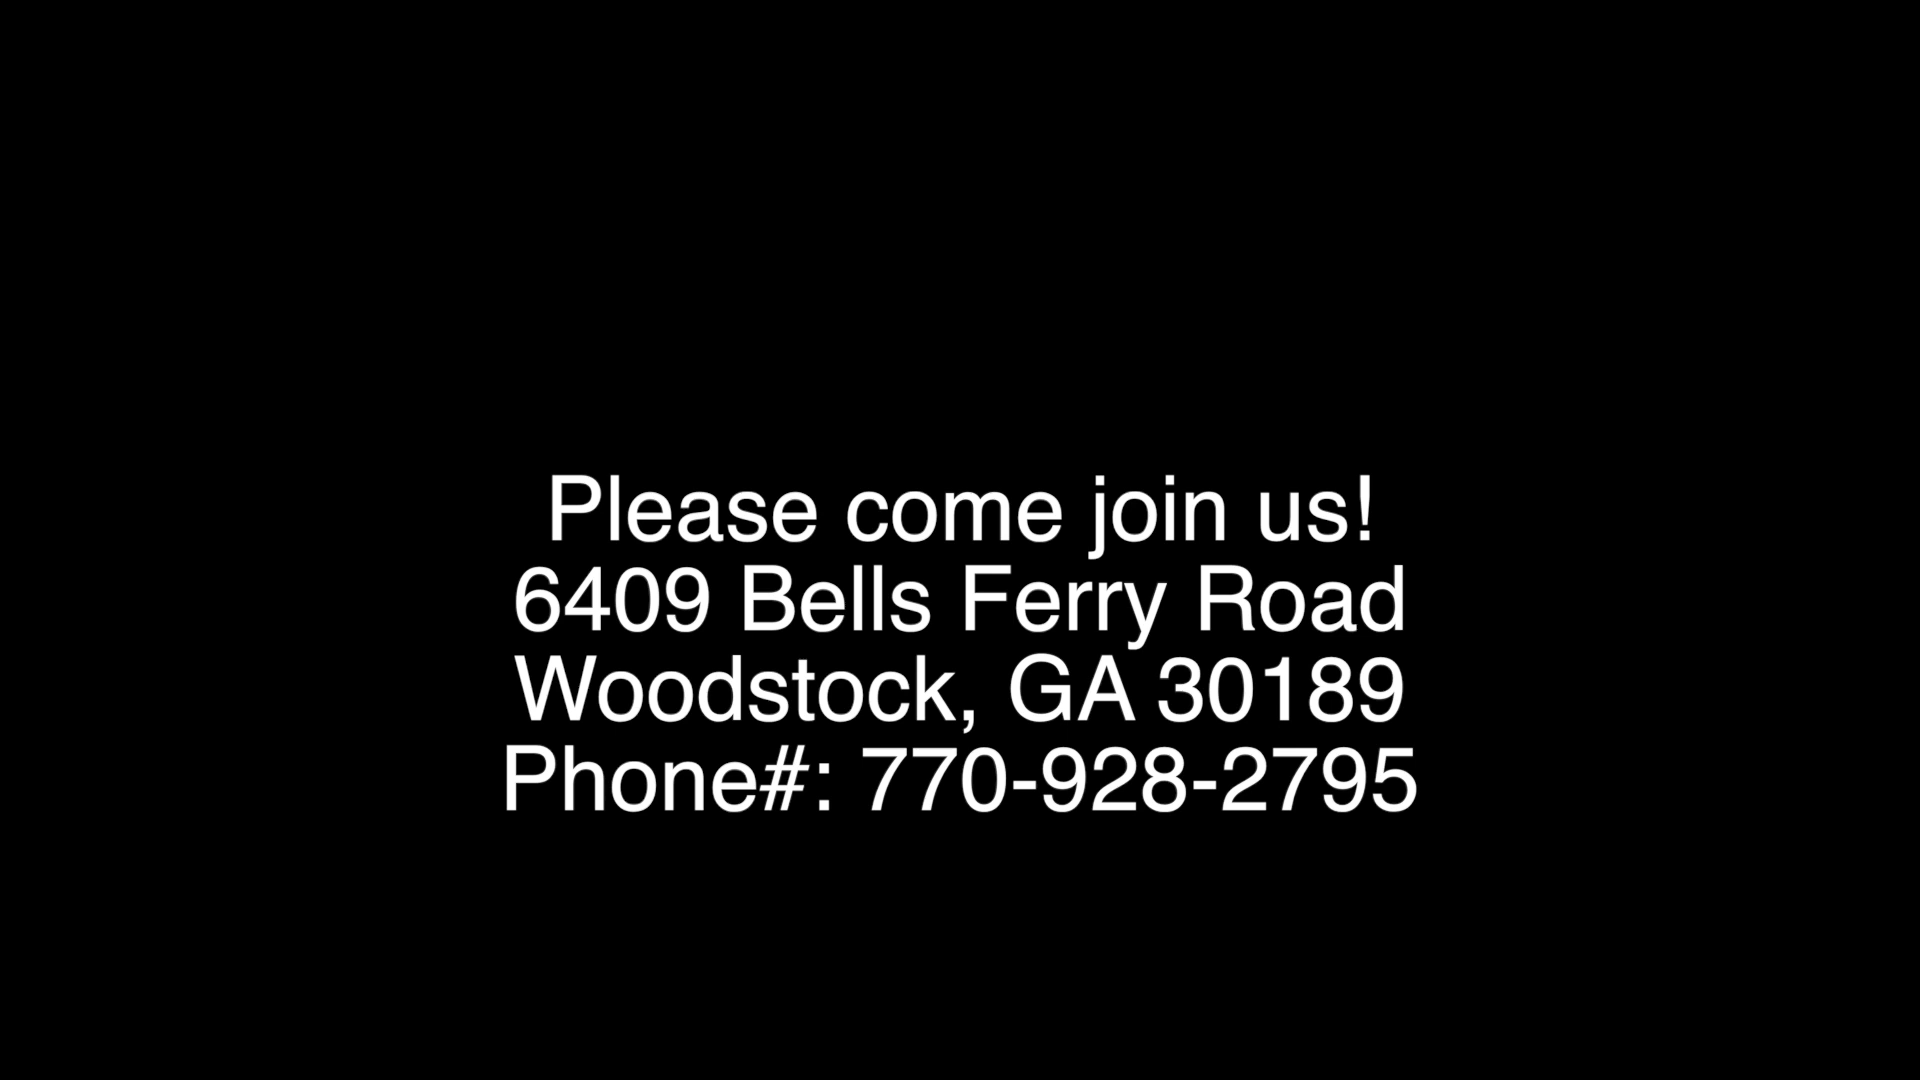 Please come join us!
6409 Bells Ferry Road
Woodstock, GA 30189
Phone#: 770-928-2795